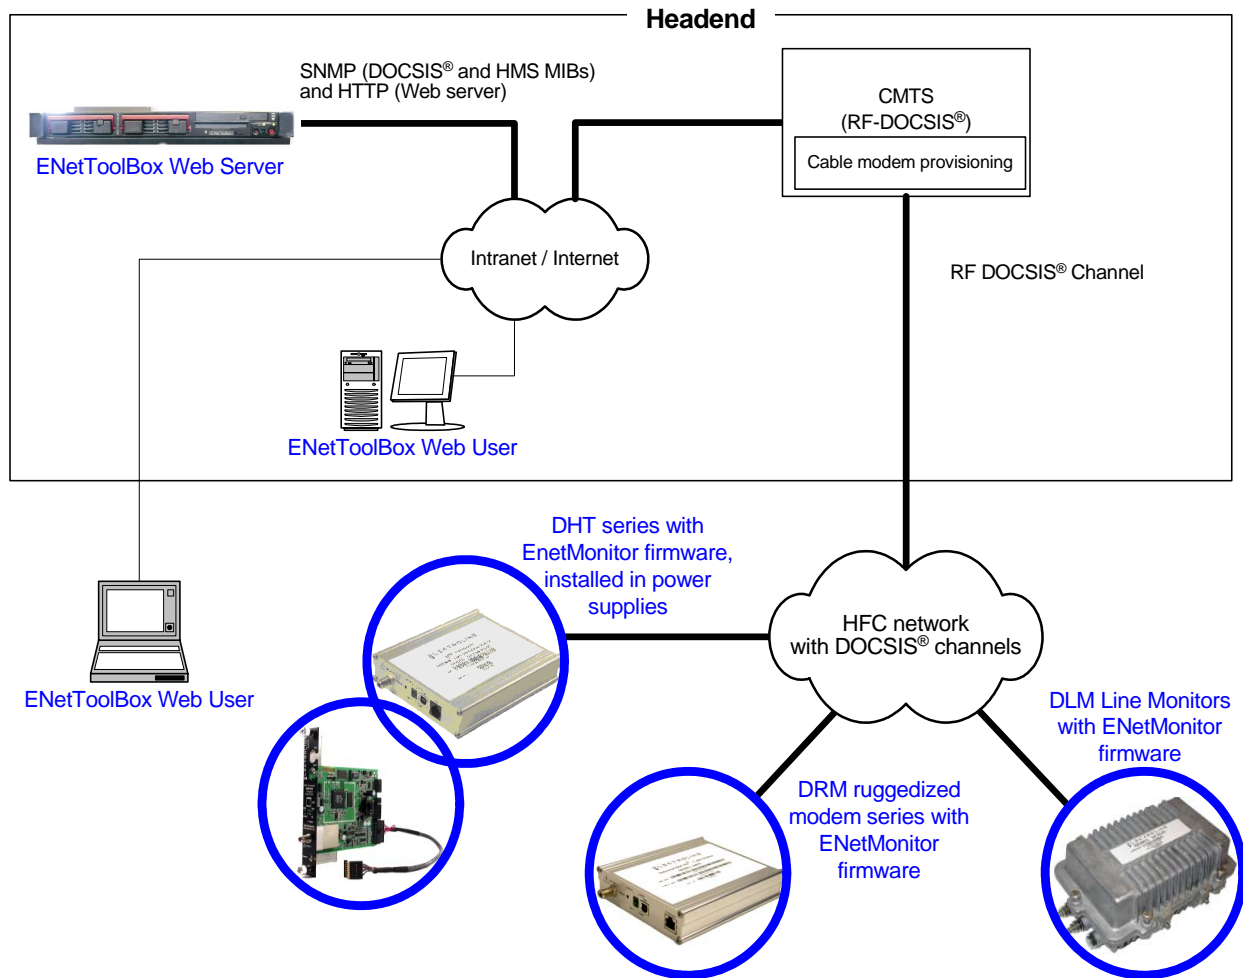 Headend
SNMP (DOCSIS® and HMS MIBs)
and HTTP (Web server)
CMTS
(RF-DOCSIS®)
Cable modem provisioning
ENetToolBox Web Server
Intranet / Internet
RF DOCSIS® Channel
ENetToolBox Web User
DHT series with
EnetMonitor firmware,
installed in power
supplies
HFC network
with DOCSIS® channels
ENetToolBox Web User
DLM Line Monitors
with ENetMonitor
firmware
DRM ruggedized
modem series with
ENetMonitor
firmware